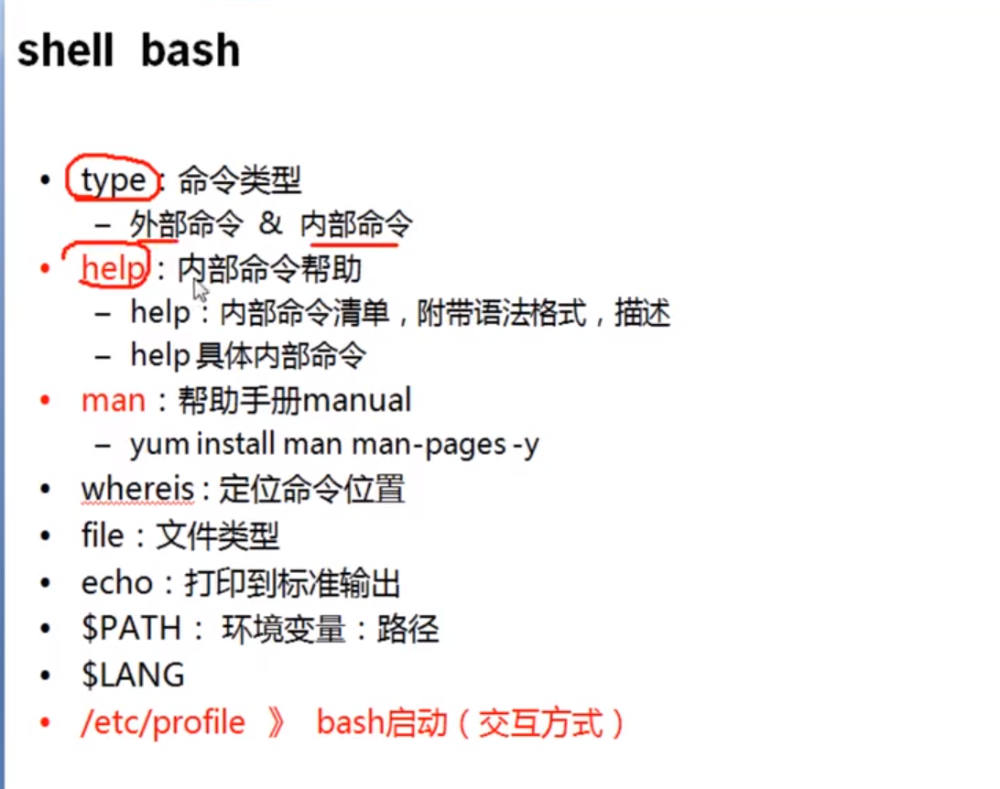 shell bash
• type：命令类型
– 外部命令 & 内部命令
• help：内部命令帮助
– help：内部命令清单，附带语法格式，描述
– help 具体内部命令
• man：帮助手册manual
– yum install man man-pages -y
• whereis：定位命令位置
• file：文件类型
• echo：打印到标准输出
• $PATH： 环境变量：路径
• $LANG
• /etc/profile 》 bash启动（交互方式）